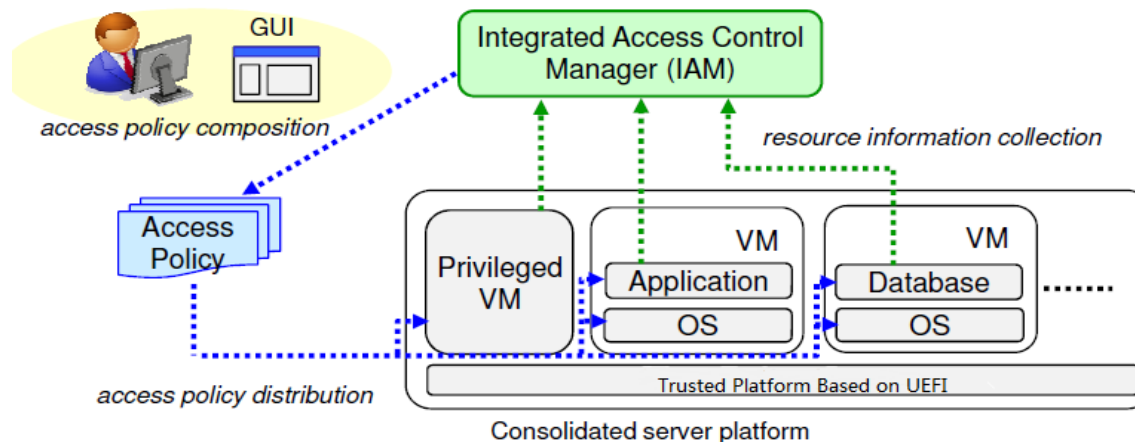 GUI
access policy composition
Integrated Access Control
Manager (IAM)
resource information collection
Access
Policy
Privileged
VM
VM
Application
OS
VM
Database
OS
access policy distribution
Trusted Platform Based on UEFI
Consolidated server platform